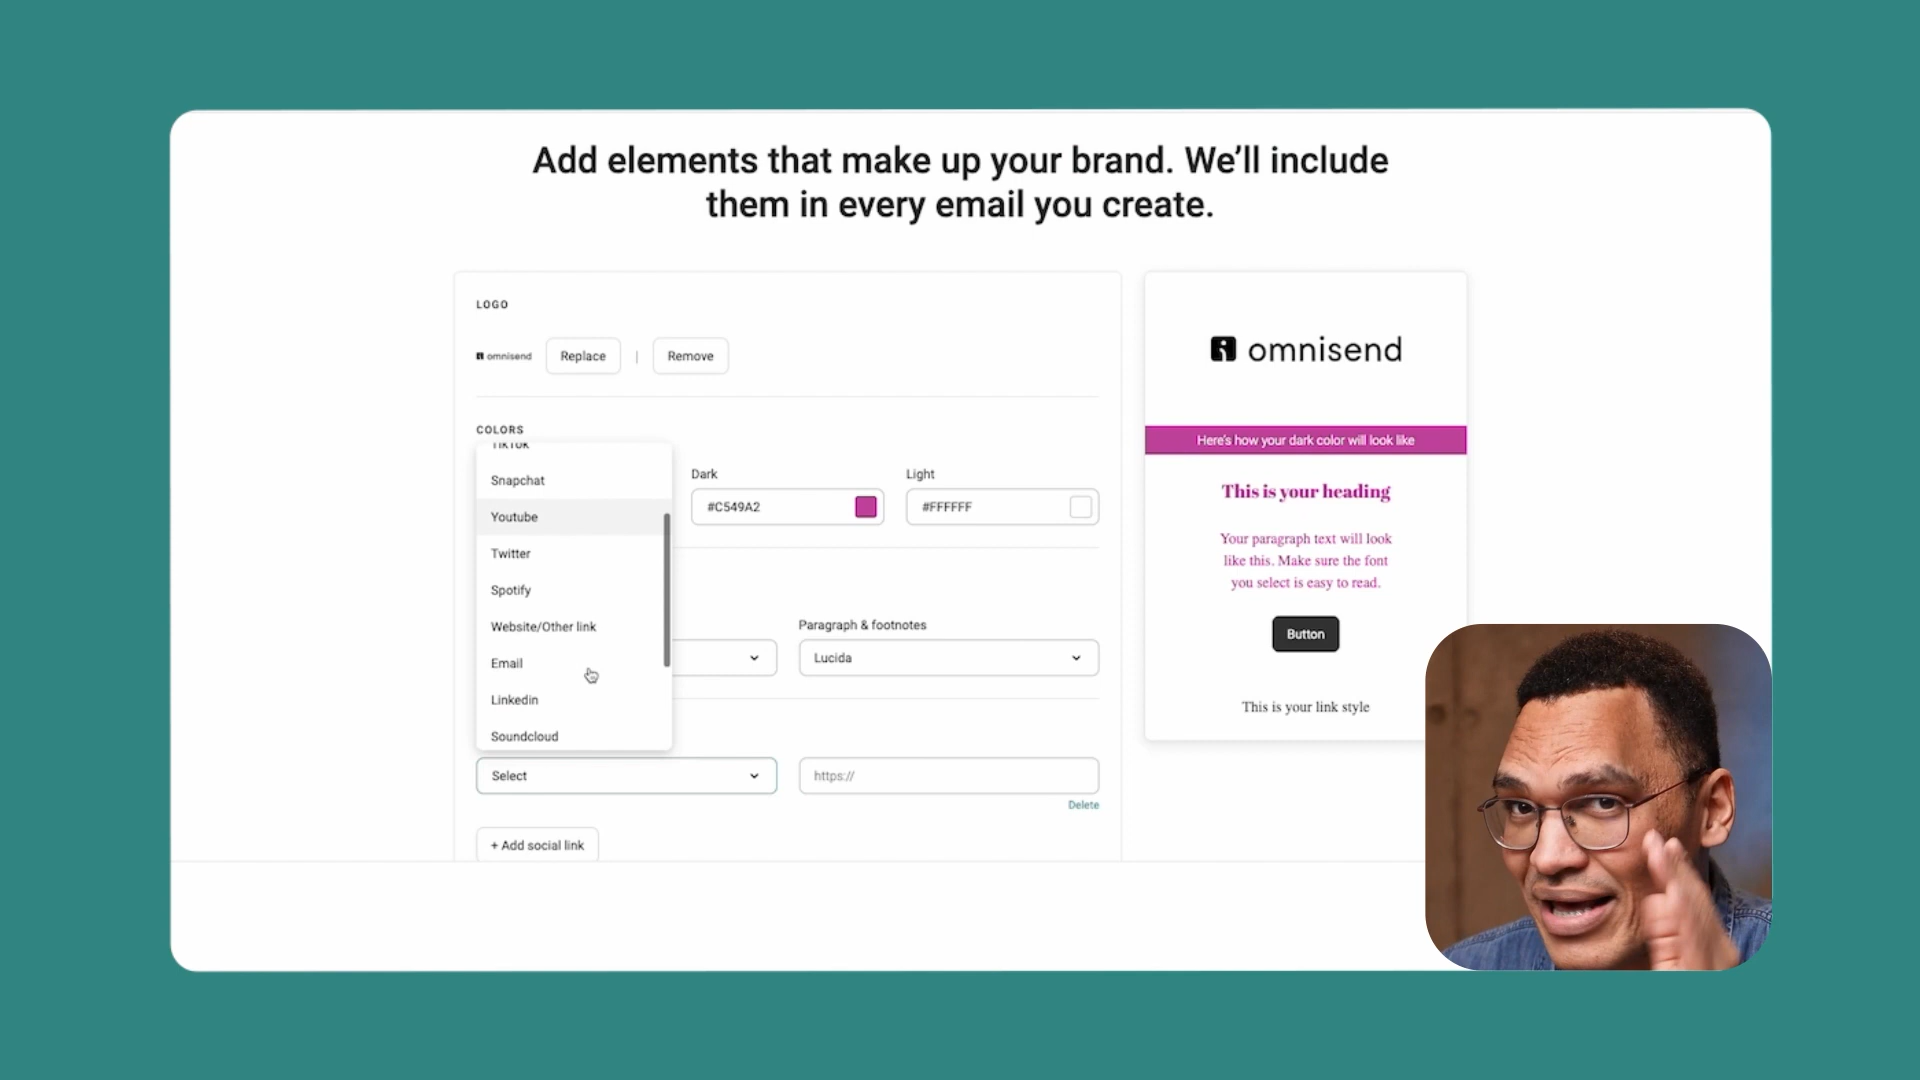 Add elements that make up your brand. We'll include
them in every email you create.
LOGO
omnisend
Replace
|
Remove
COLORS
TikTok
Snapchat
Youtube
Twitter
Spotify
Website/Other link
Email
Linkedin
Soundcloud
Dark
#C549A2
Light
#FFFFFF
Paragraph & footnotes
Lucida
Select
https://
Delete
+ Add social link
omnisend
Here's how your dark color will look like
This is your heading
Your paragraph text will look
like this. Make sure the font
you select is easy to read.
Button
This is your link style